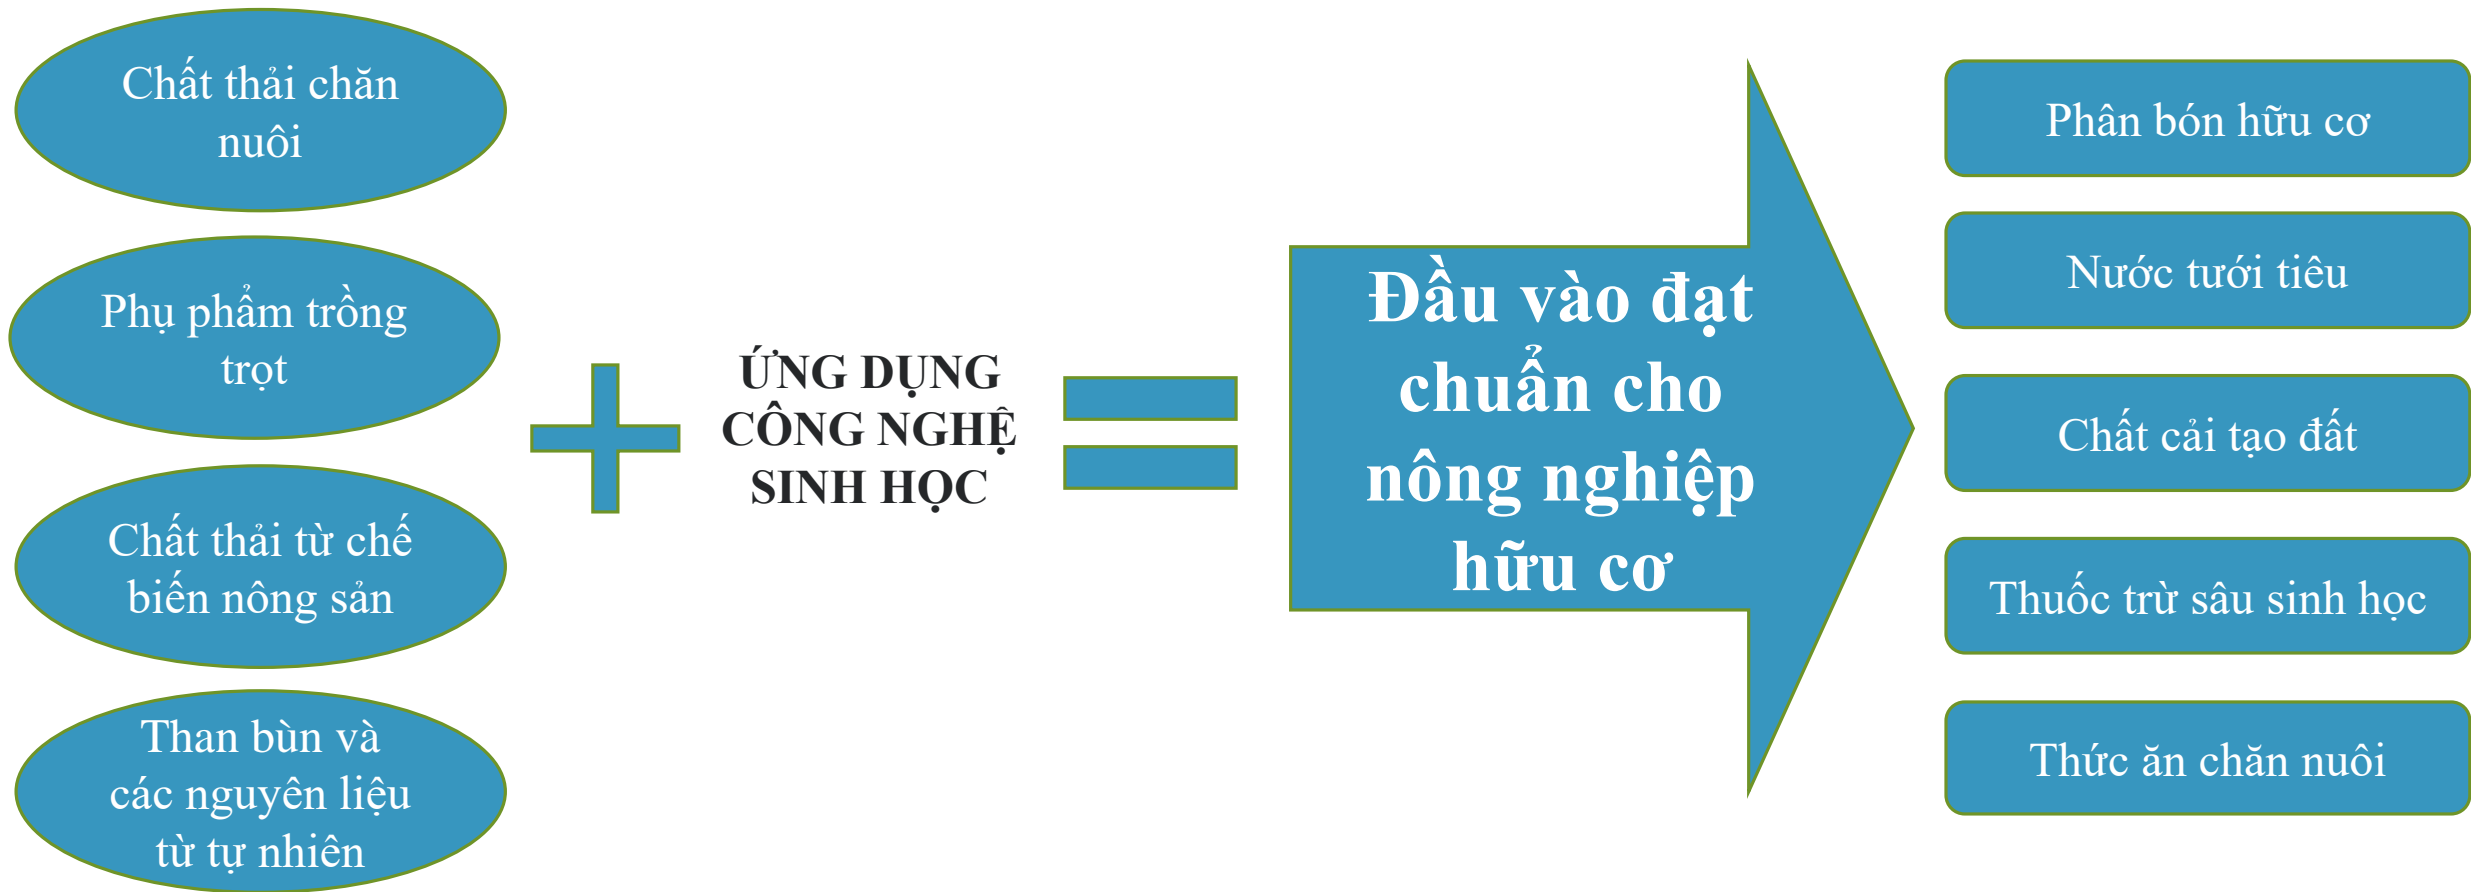 Chất thải chăn
nuôi
Phụ phẩm trồng
trọt
Chất thải từ chế
biến nông sản
Than bùn và
các nguyên liệu
từ tự nhiên
ỨNG DỤNG
CÔNG NGHỆ
SINH HỌC
Đầu vào đạt
chuẩn cho
nông nghiệp
hữu cơ
Phân bón hữu cơ
Nước tưới tiêu
Chất cải tạo đất
Thuốc trừ sâu sinh học
Thức ăn chăn nuôi